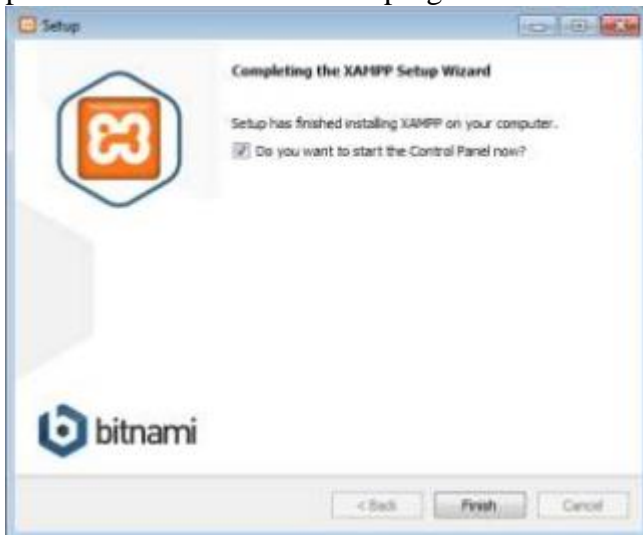 Setup
Completing the XAMPP Setup Wizard
Setup has finished installing XAMPP on your computer.
Do you want to start the Control Panel now?
bitnami
< Back
Finish
Cancel